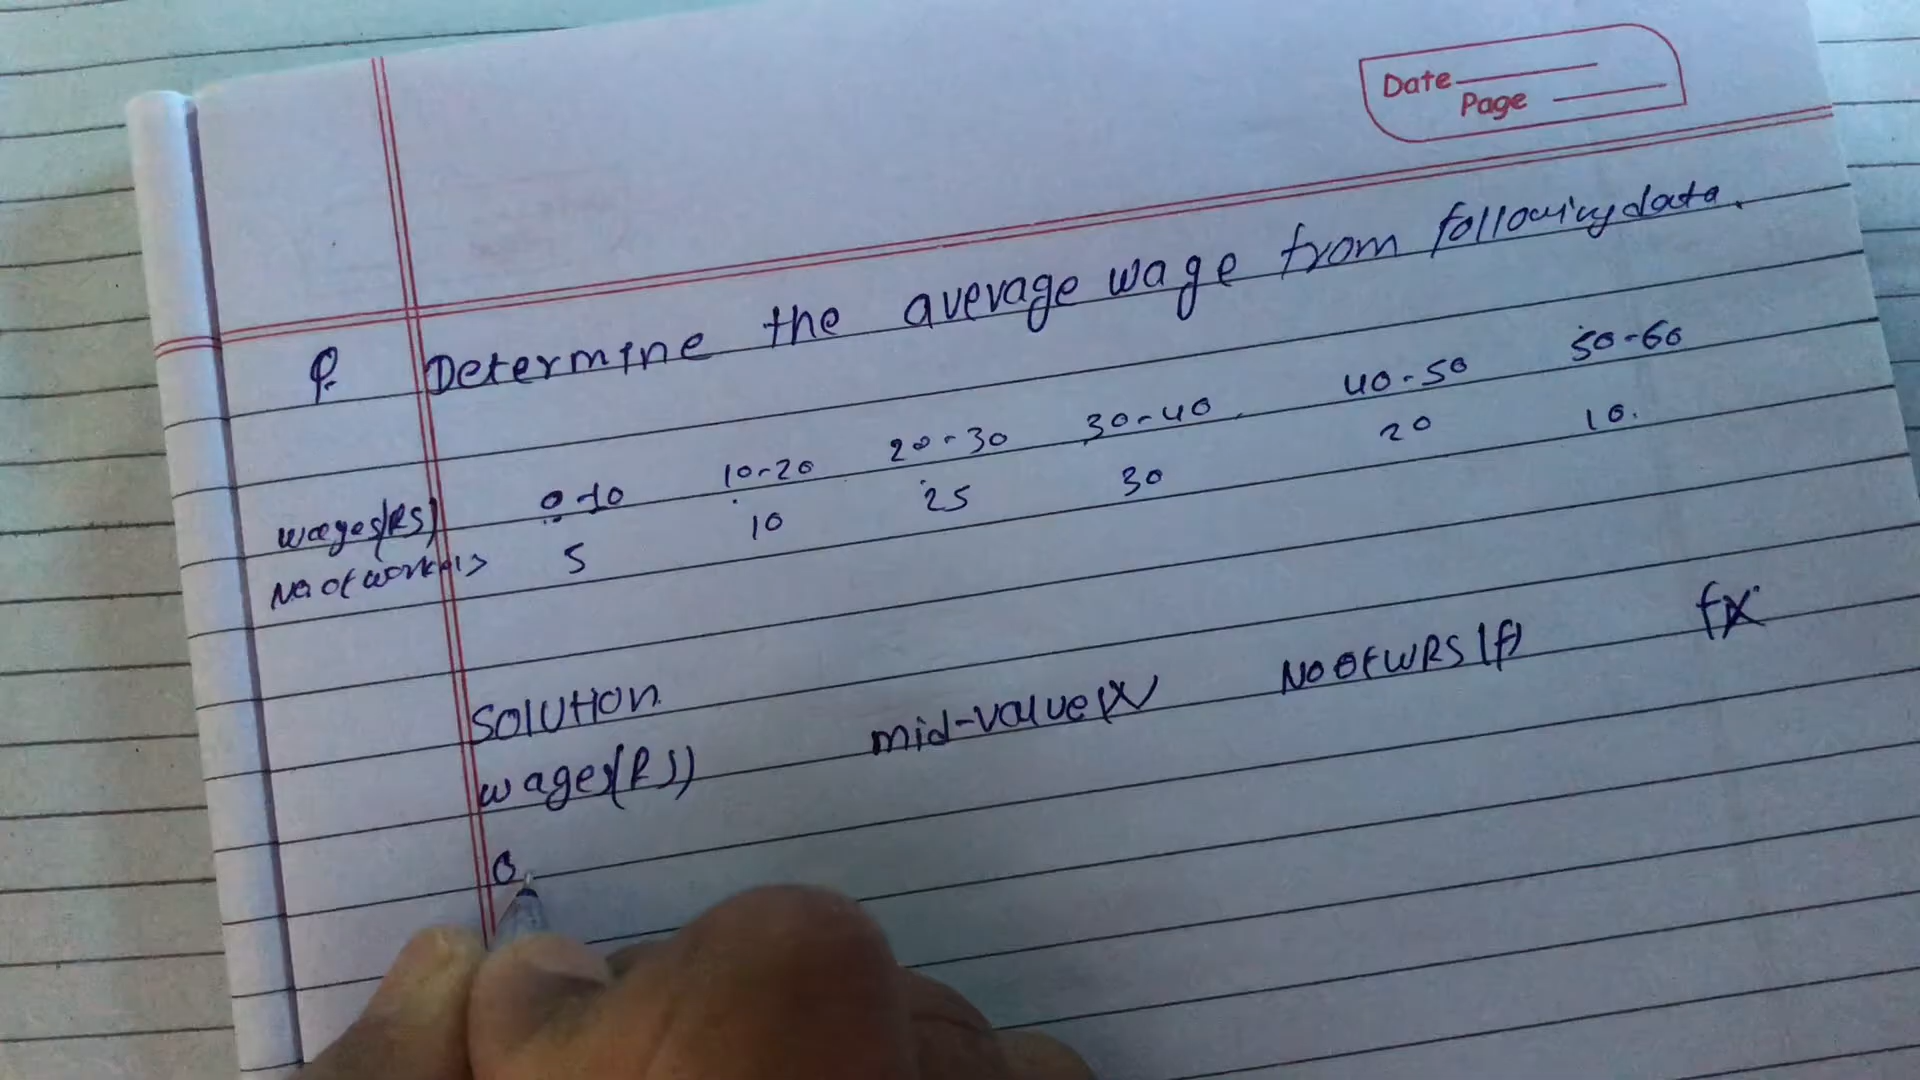 Date
Page
Q. Determine the average wage from following data.
Wages(RS) 0-10 10-20 20-30 30-40 40-50 50-60
No of workers 5 10 25 30 20 10.
Solution
wages(RS) mid-value(X) No of WRS(f) fX
0